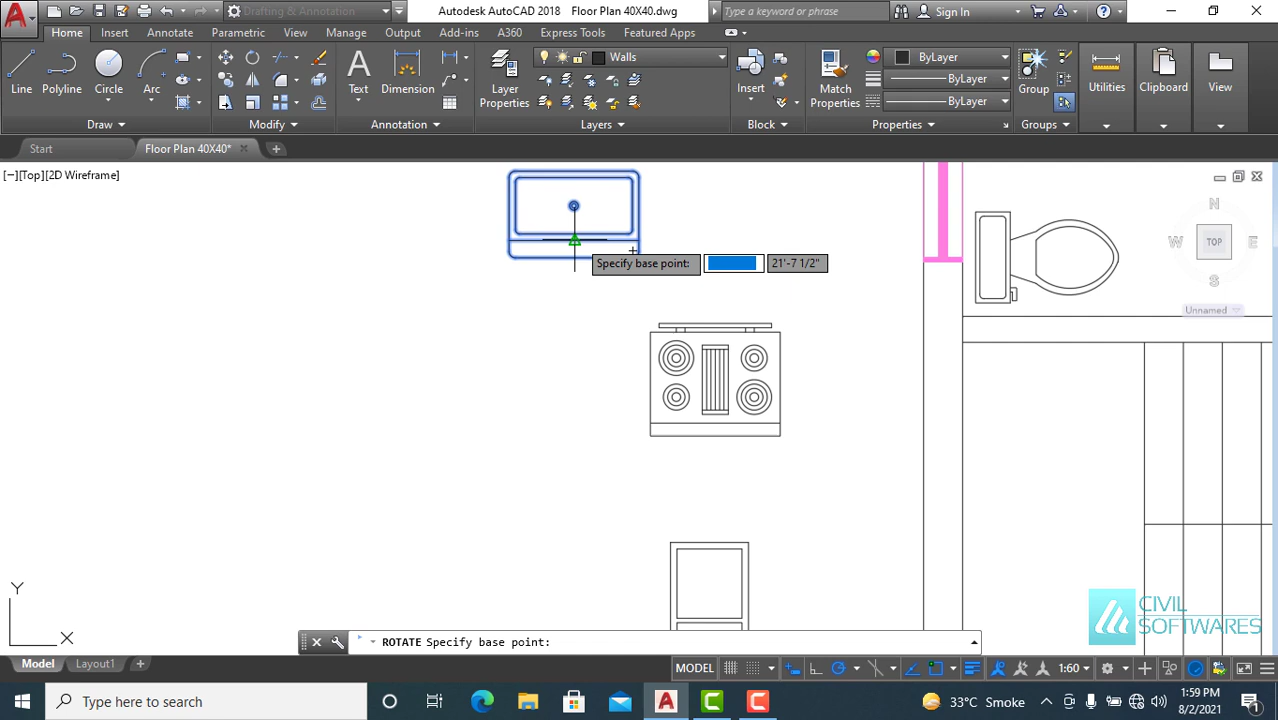 Drafting & Annotation
Autodesk AutoCAD 2018 Floor Plan 40X40.dwg
Type a keyword or phrase
Sign In
Home Insert Annotate Parametric View Manage Output Add-ins A360 Express Tools Featured Apps
Line Polyline Circle Arc
Text Dimension
Layer Properties
Walls
Insert
Match Properties
ByLayer
ByLayer
ByLayer
Group
Utilities
Clipboard
View
Draw Modify Annotation Layers Block Properties Groups
Start Floor Plan 40X40*
[−][Top][2D Wireframe]
N
W TOP E
S
Unnamed
Specify base point: 21'-7 1/2"
Y
X
CIVIL
SOFTWARES
ROTATE Specify base point:
Model Layout1
MODEL 1:60
Type here to search
33°C Smoke
1:59 PM
8/2/2021
1